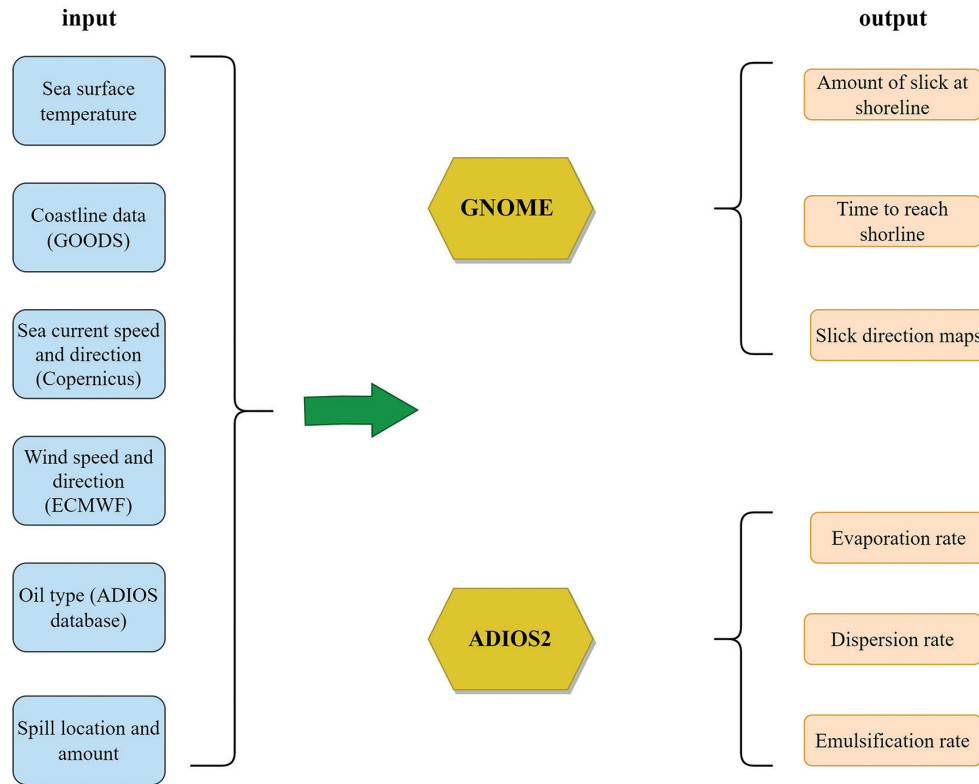 input
Sea surface
temperature
Coastline data
(GOODS)
Sea current speed
and direction
(Copernicus)
Wind speed and
direction
(ECMWF)
Oil type (ADIOS
database)
Spill location and
amount
GNOME
ADIOS2
output
Amount of slick at
shoreline
Time to reach
shorline
Slick direction maps
Evaporation rate
Dispersion rate
Emulsification rate